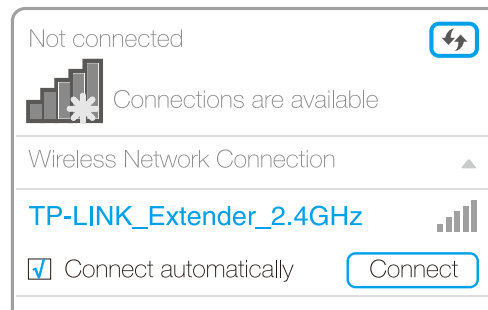 Not connected
Connections are available
Wireless Network Connection
TP-LINK_Extender_2.4GHz
Connect automatically
Connect